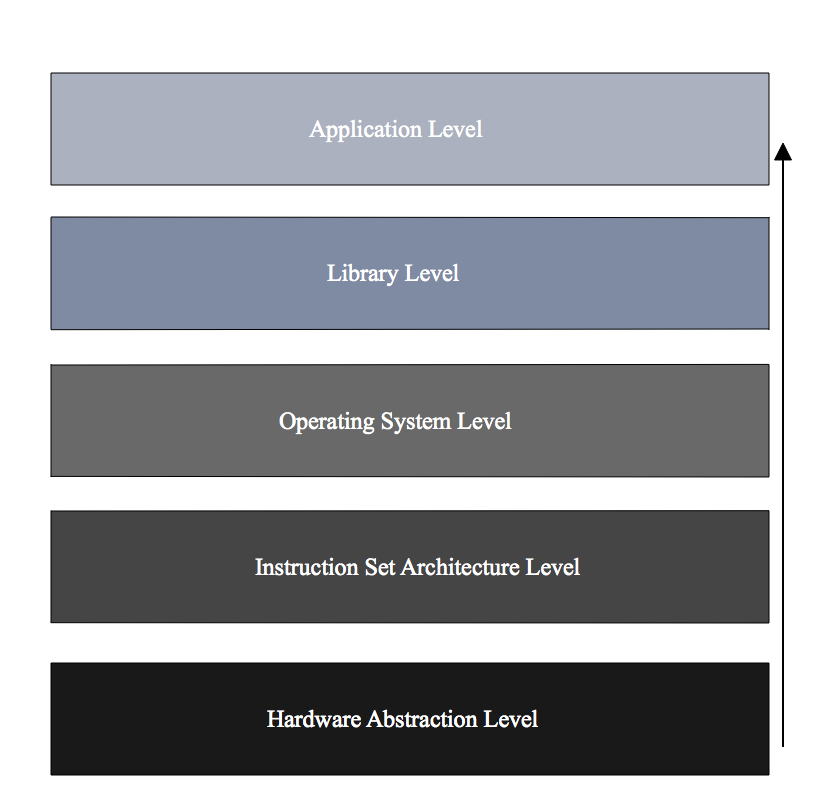 Application Level
Library Level
Operating System Level
Instruction Set Architecture Level
Hardware Abstraction Level